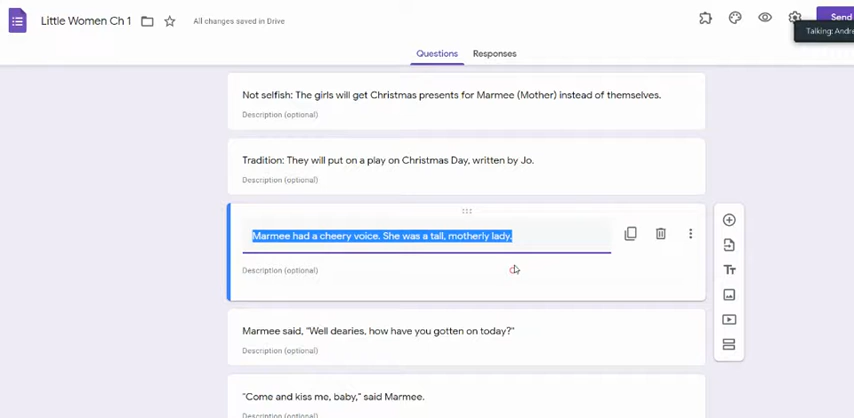 Little Women Ch 1
All changes saved in Drive
Send
Talking: Andre
Questions
Responses
Not selfish: The girls will get Christmas presents for Marmee (Mother) instead of themselves.
Description (optional)
Tradition: They will put on a play on Christmas Day, written by Jo.
Description (optional)
Marmee had a cheery voice. She was a tall, motherly lady.
Description (optional)
Tт
Marmee said, "Well dearies, how have you gotten on today?"
Description (optional)
"Come and kiss me, baby," said Marmee.
Description (optional)